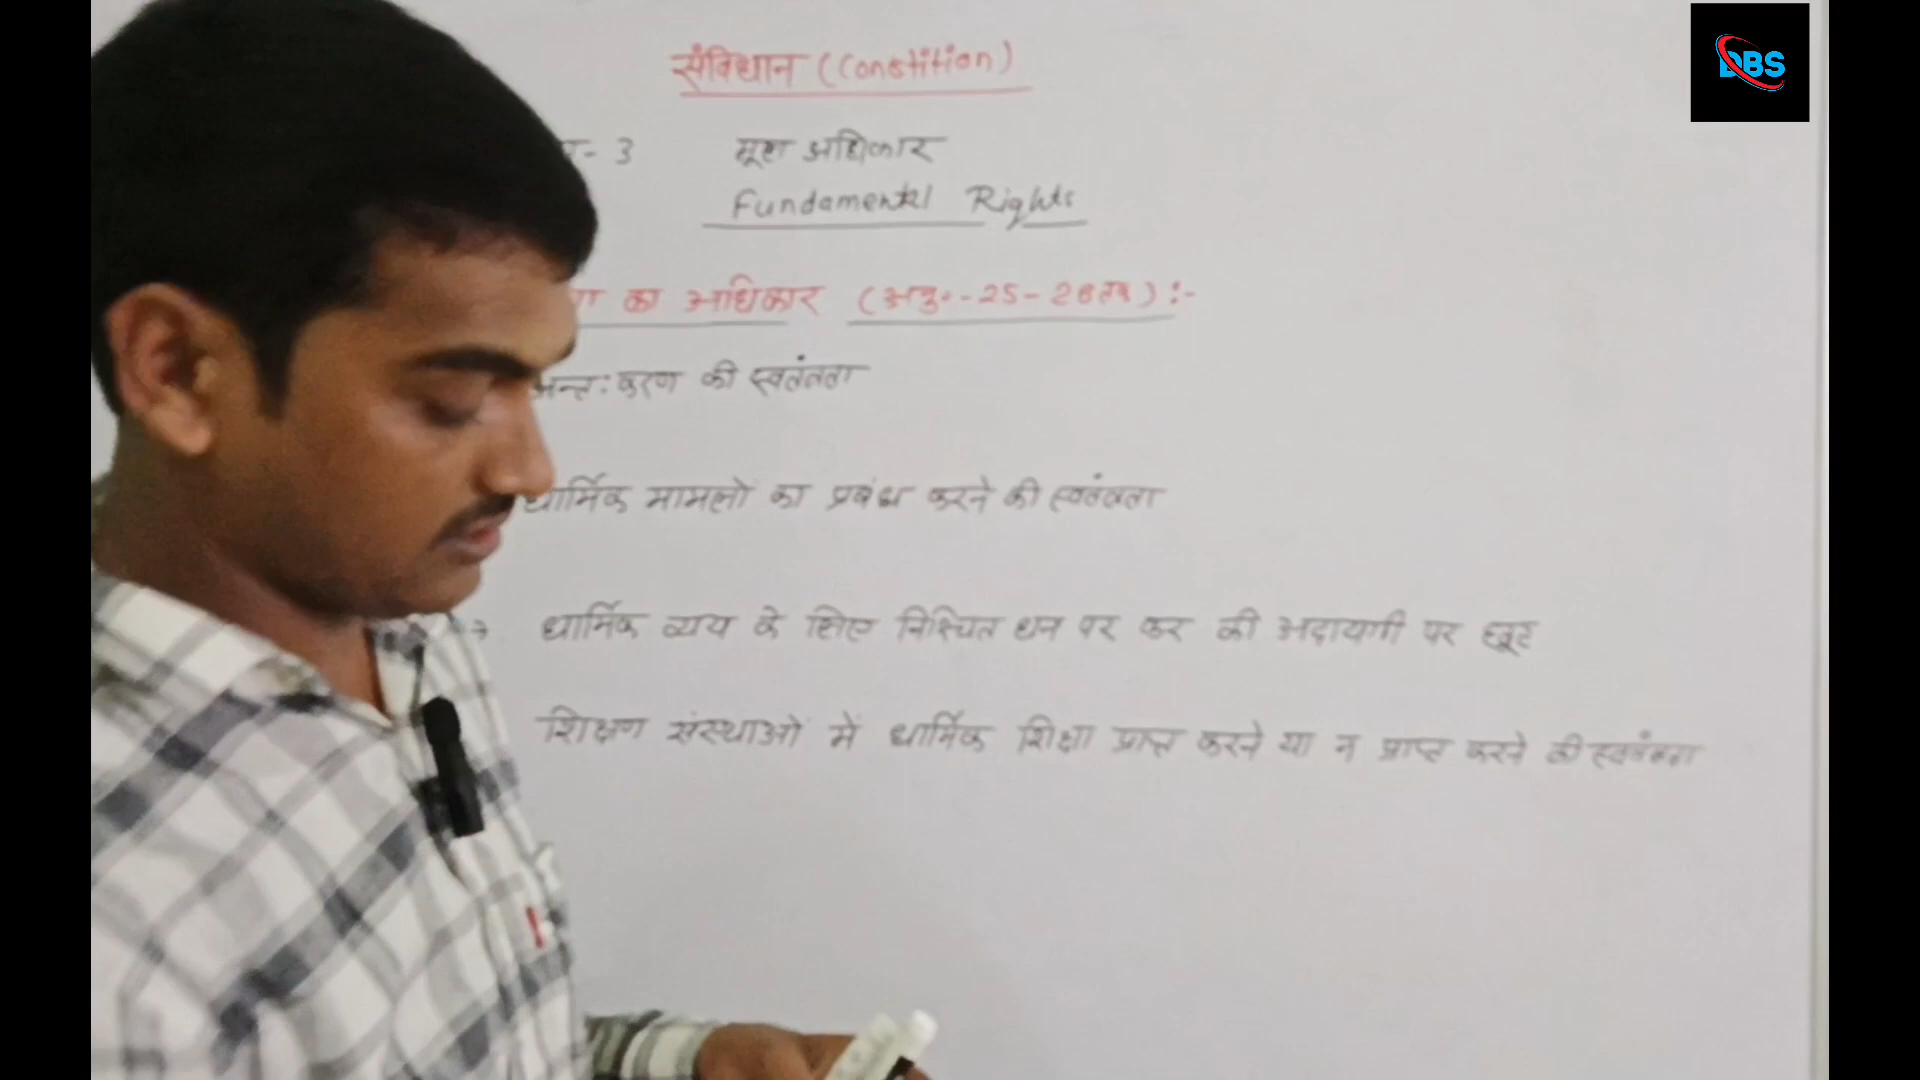 संविधान (Constition)
DBS
- 3 मूल अधिकार
Fundamental Rights
का अधिकार (अनु०-25-28तक) :-
अन्तःकरण की स्वतंत्रता
धार्मिक मामलों का प्रबंध करने की स्वतंत्रता
धार्मिक व्यय के लिए निश्चित धन पर कर की अदायगी पर छूट
शिक्षण संस्थाओं में धार्मिक शिक्षा प्राप्त करने या न प्राप्त करने की स्वतंत्रता